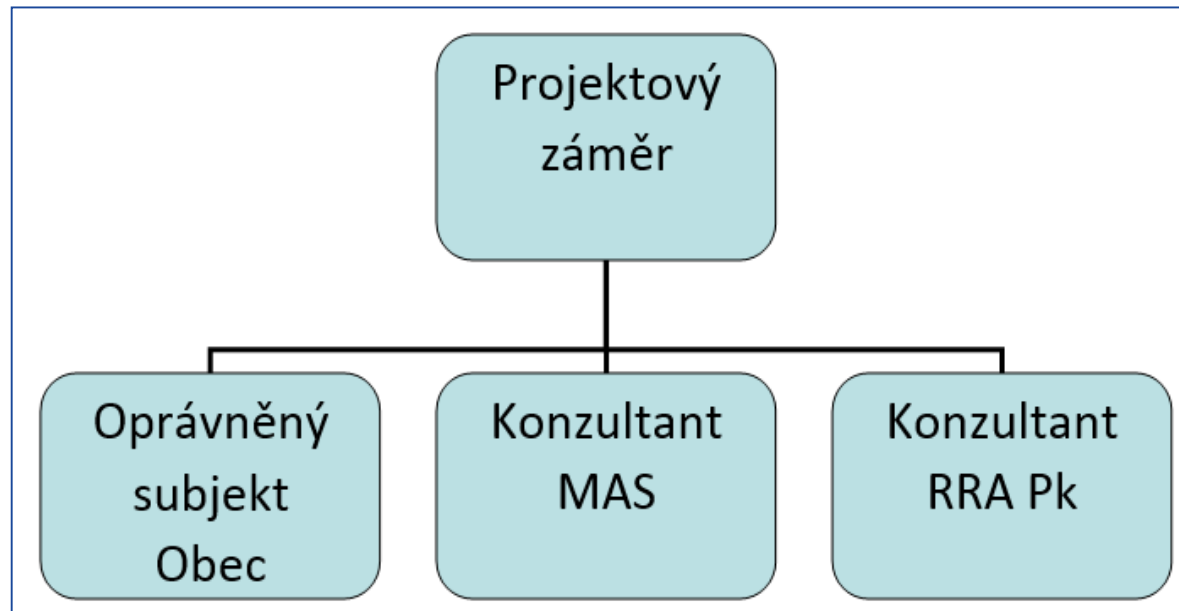 Projektový
záměr
Oprávněný
subjekt
Obec
Konzultant
MAS
Konzultant
RRA Pk